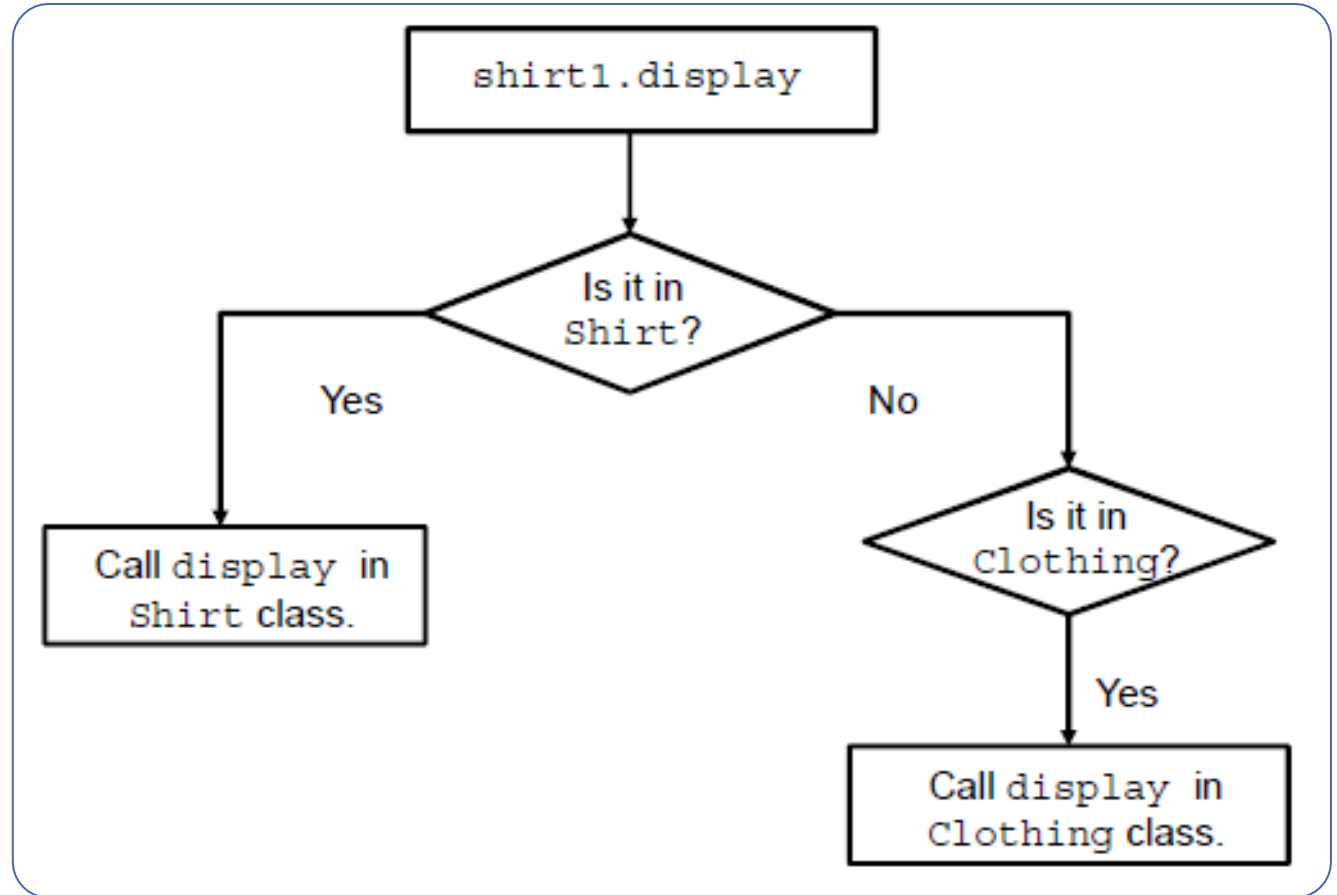 shirt1.display
Is it in
Shirt?
Yes
No
Call display in
Shirt class.
Is it in
Clothing?
Yes
Call display in
Clothing class.